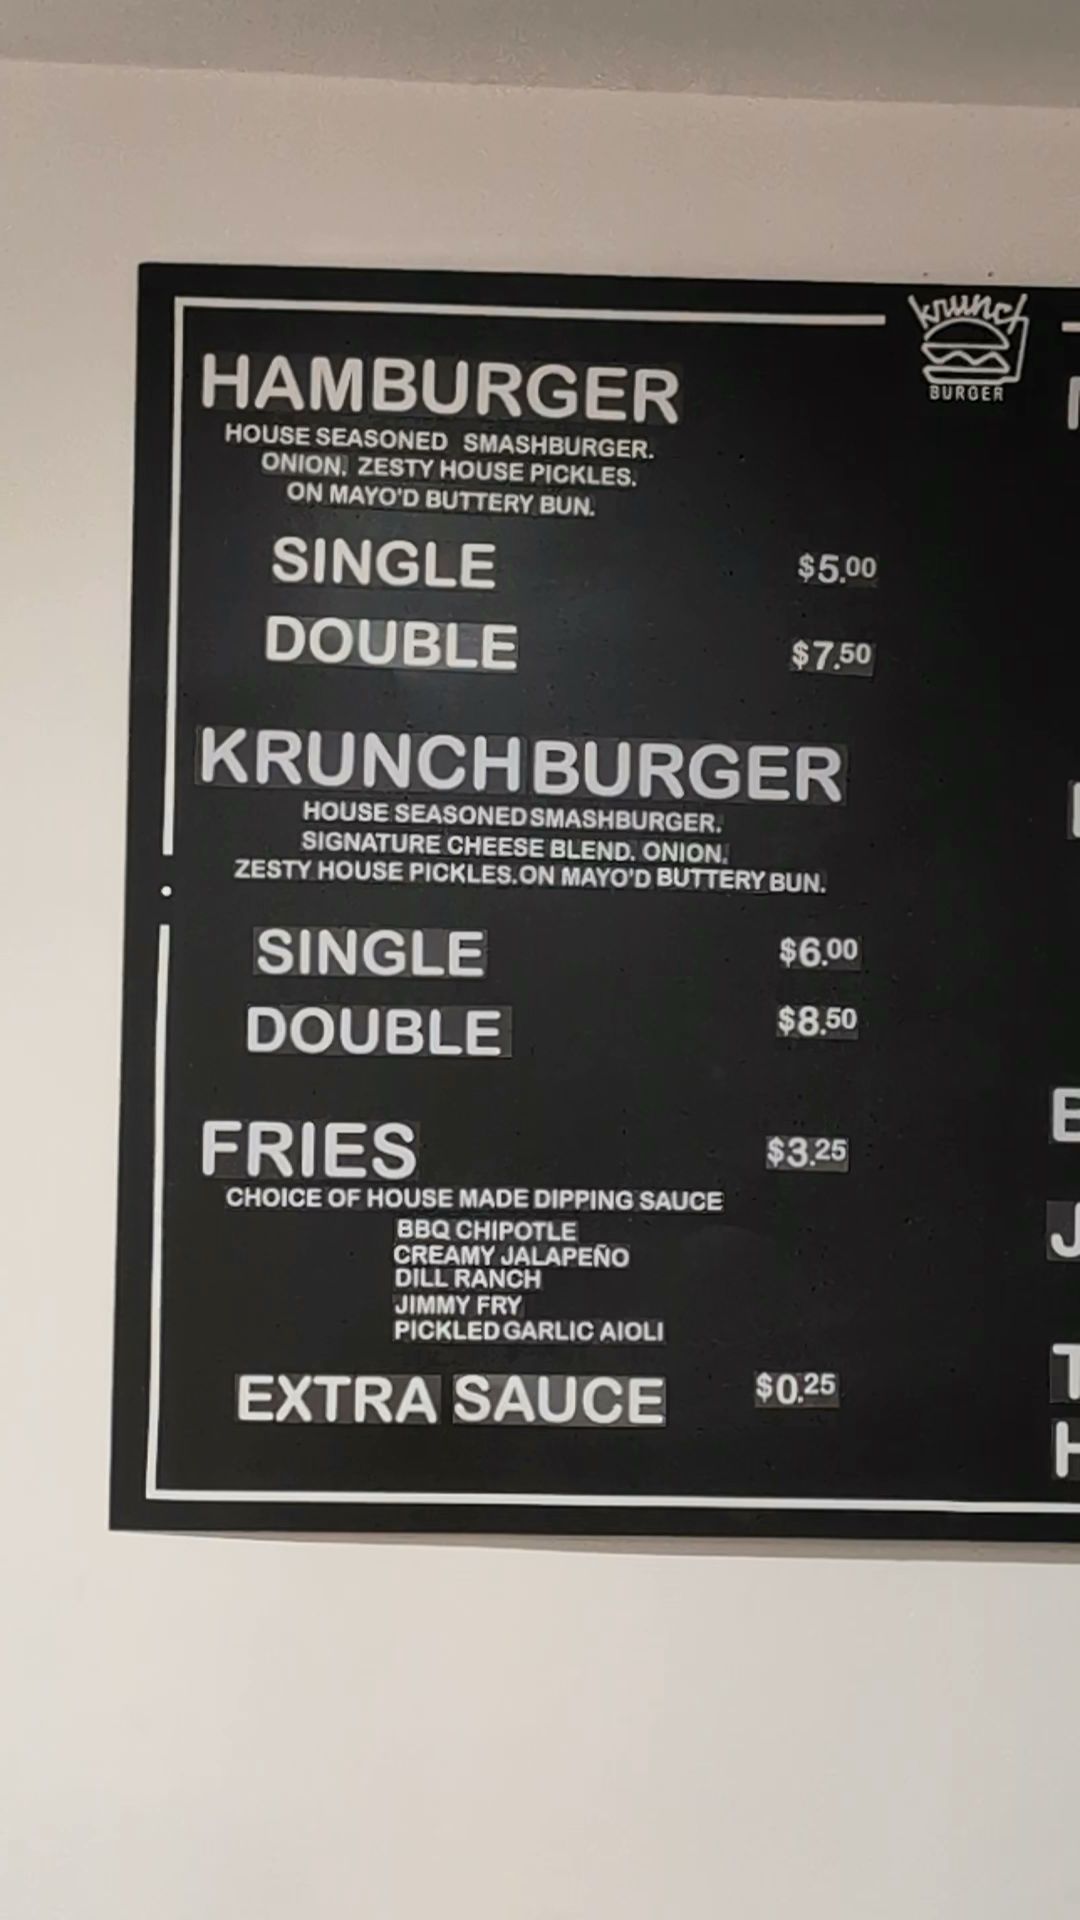 krunch
BURGER
HAMBURGER
HOUSE SEASONED SMASHBURGER.
ONION. ZESTY HOUSE PICKLES.
ON MAYO'D BUTTERY BUN.
SINGLE $5.00
DOUBLE $7.50
KRUNCH BURGER
HOUSE SEASONED SMASHBURGER.
SIGNATURE CHEESE BLEND. ONION.
ZESTY HOUSE PICKLES. ON MAYO'D BUTTERY BUN.
SINGLE $6.00
DOUBLE $8.50
FRIES $3.25
CHOICE OF HOUSE MADE DIPPING SAUCE
BBQ CHIPOTLE
CREAMY JALAPEÑO
DILL RANCH
JIMMY FRY
PICKLED GARLIC AIOLI
EXTRA SAUCE $0.25